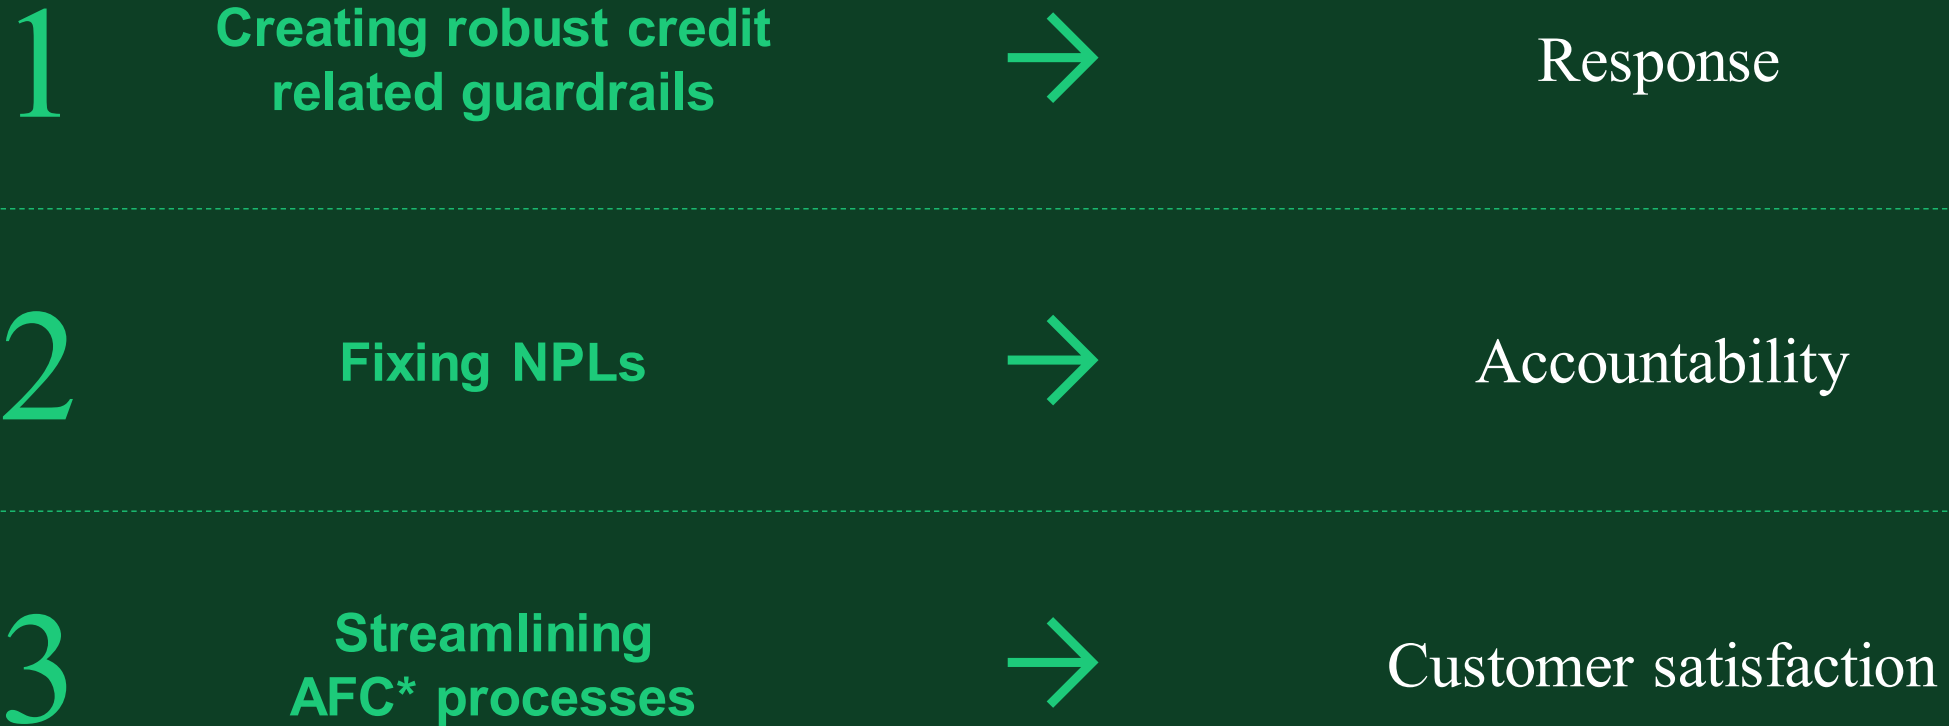 1
Creating robust credit
related guardrails
Response
2
Fixing NPLs
Accountability
3
Streamlining
AFC* processes
Customer satisfaction